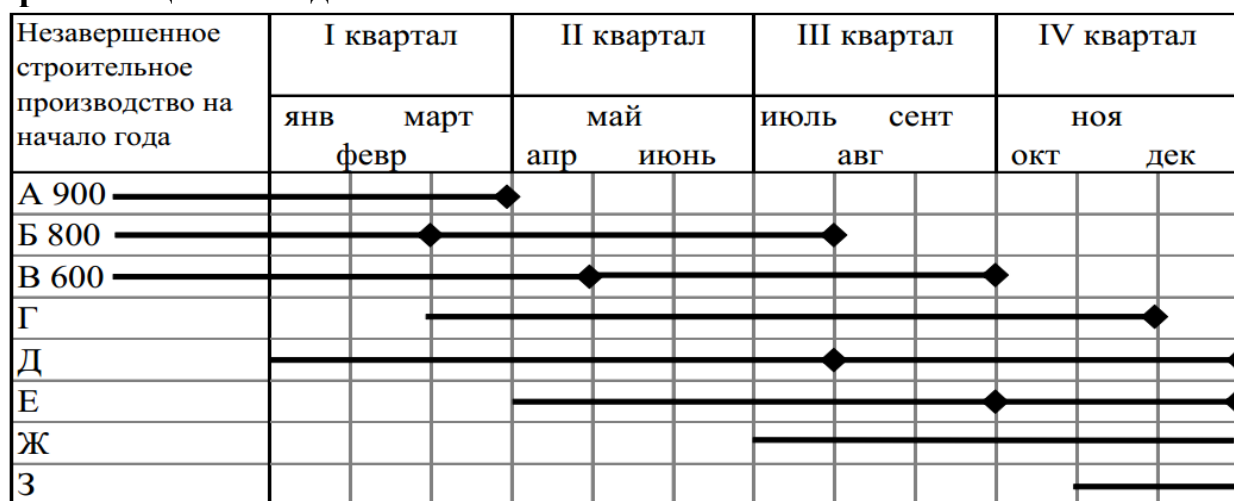 Незавершенное
строительное
производство на
начало года
I квартал II квартал III квартал IV квартал
янв март май июль сент ноя
февр апр июнь авг окт дек
А 900
Б 800
В 600
Г
Д
Е
Ж
З